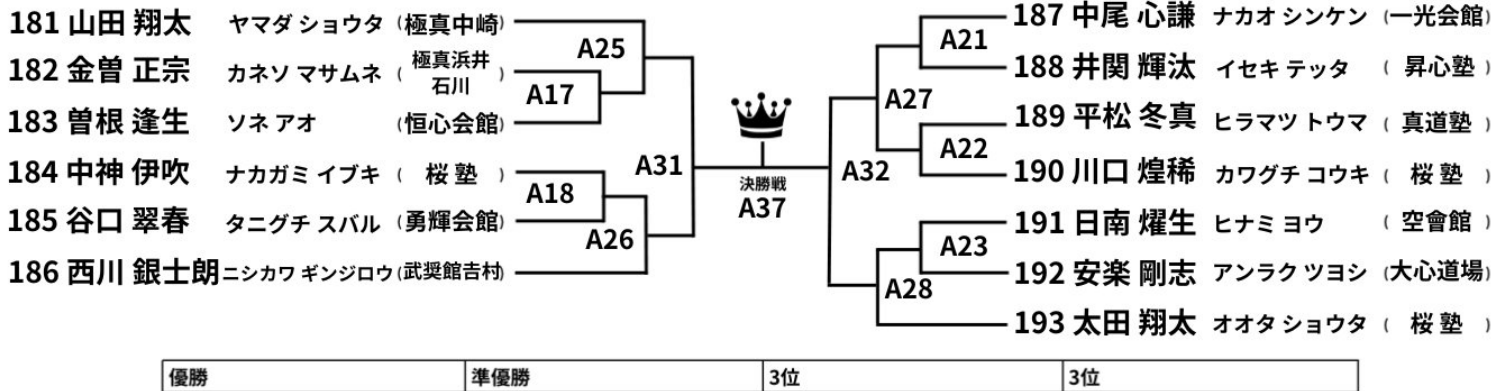 181 山田 翔太 ヤマダ ショウタ (極真中崎)
182 金曽 正宗 カネソ マサムネ (極真浜井石川)
183 曽根 逢生 ソネ アオ (恒心会館)
184 中神 伊吹 ナカガミ イブキ (桜 塾)
185 谷口 翠春 タニグチ スバル (勇輝会館)
186 西川 銀士朗 ニシカワ ギンジロウ (武奨館吉村)
A25
A17
A18
A26
A31
決勝戦
A37
A32
A21
A27
A22
A23
A28
187 中尾 心謙 ナカオ シンケン (一光会館)
188 井関 輝汰 イセキ テッタ (昇心塾)
189 平松 冬真 ヒラマツ トウマ (真道塾)
190 川口 煌稀 カワグチ コウキ (桜 塾)
191 日南 燿生 ヒナミ ヨウ (空會館)
192 安楽 剛志 アンラク ツヨシ (大心道場)
193 太田 翔太 オオタ ショウタ (桜 塾)
優勝 準優勝 3位 3位